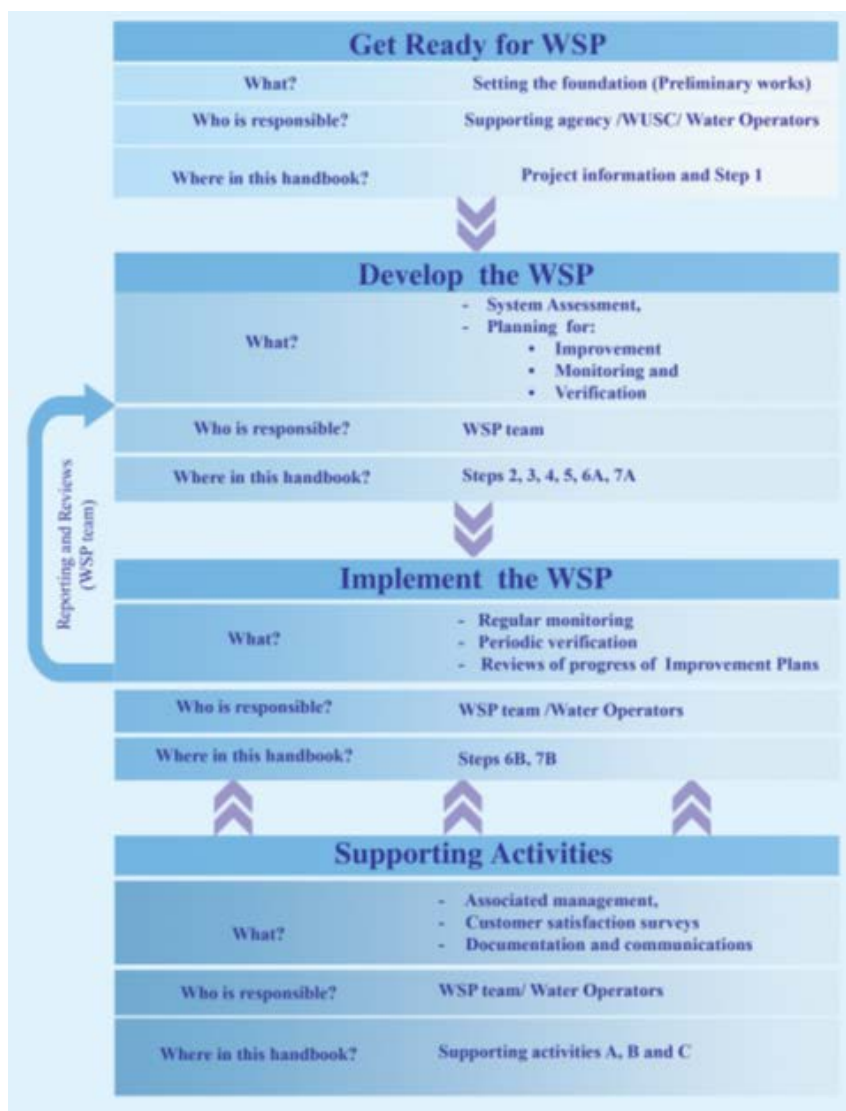 Get Ready for WSP
What? Setting the foundation (Preliminary works)
Who is responsible? Supporting agency /WUSC/ Water Operators
Where in this handbook? Project information and Step 1
Develop the WSP
What?
- System Assessment,
- Planning for:
• Improvement
• Monitoring and
• Verification
Who is responsible? WSP team
Where in this handbook? Steps 2, 3, 4, 5, 6A, 7A
Reporting and Reviews
(WSP team)
Implement the WSP
What?
- Regular monitoring
- Periodic verification
- Reviews of progress of Improvement Plans
Who is responsible? WSP team /Water Operators
Where in this handbook? Steps 6B, 7B
Supporting Activities
What?
- Associated management,
- Customer satisfaction surveys
- Documentation and communications
Who is responsible? WSP team/ Water Operators
Where in this handbook? Supporting activities A, B and C